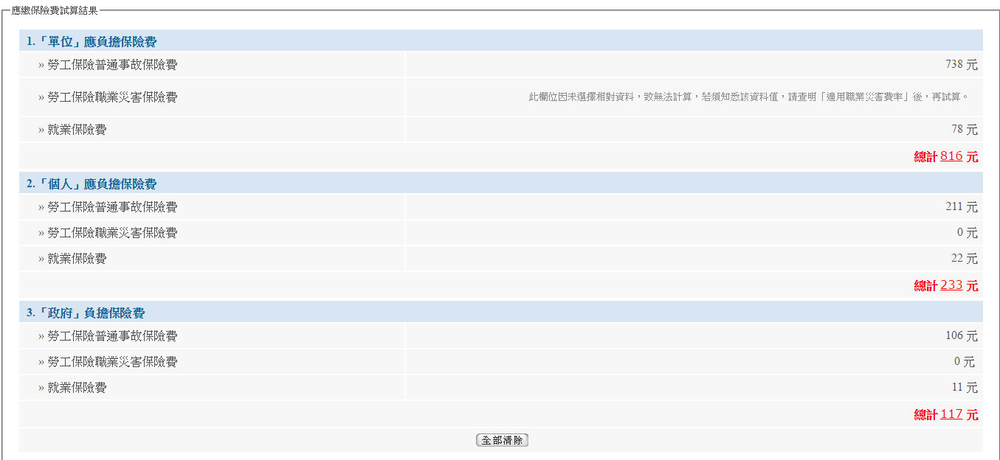 應繳保險費試算結果
1.「單位」應負擔保險費
» 勞工保險普通事故保險費 738 元
» 勞工保險職業災害保險費 此欄位因未選擇相對資料，致無法計算，若須知悉該資料值，請查明「適用職業災害費率」後，再試算。
» 就業保險費 78 元
總計 816 元
2.「個人」應負擔保險費
» 勞工保險普通事故保險費 211 元
» 勞工保險職業災害保險費 0 元
» 就業保險費 22 元
總計 233 元
3.「政府」負擔保險費
» 勞工保險普通事故保險費 106 元
» 勞工保險職業災害保險費 0 元
» 就業保險費 11 元
總計 117 元
全部清除